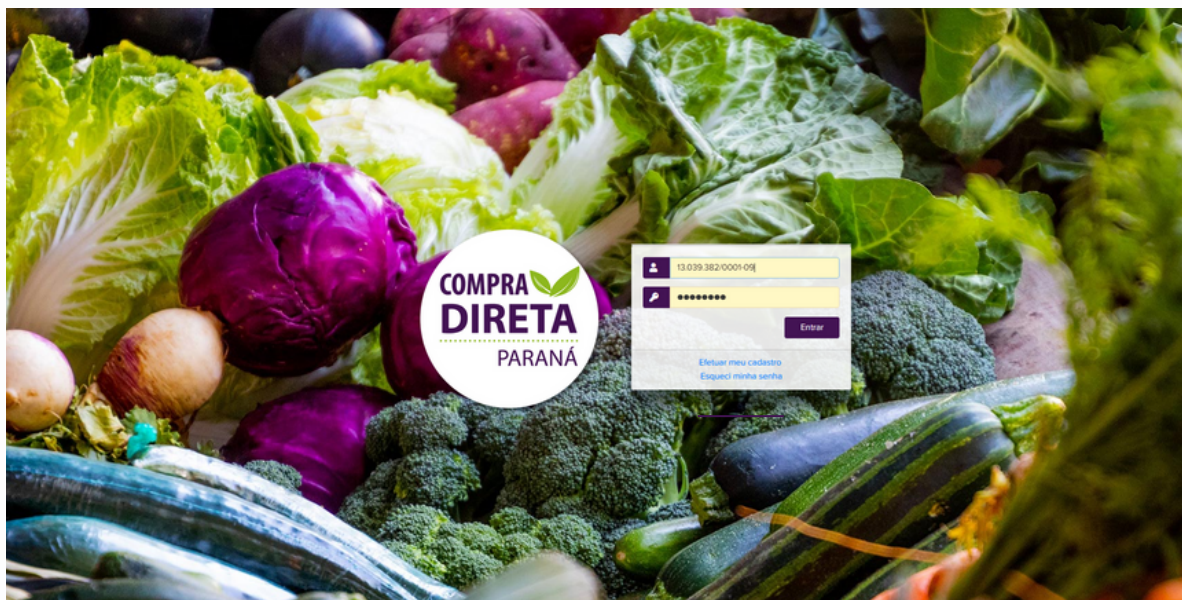 COMPRA
DIRETA
PARANÁ
13.039.382/0001-09
●●●●●●●●
Entrar
Efetuar meu cadastro
Esqueci minha senha